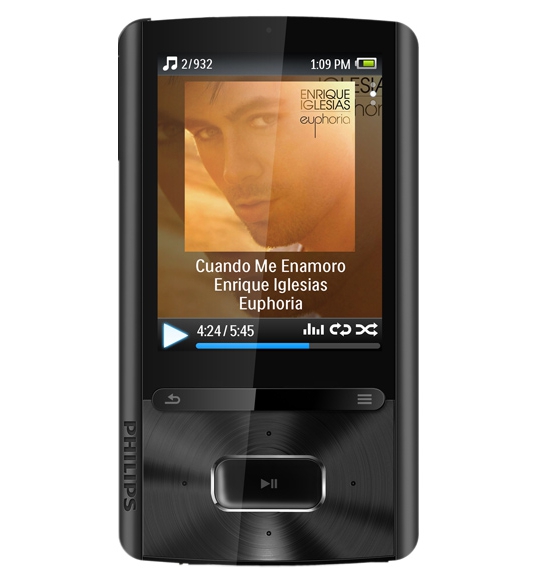 2/932 1:09 PM
ENRIQUE
IGLESIAS
euphoria
Cuando Me Enamoro
Enrique Iglesias
Euphoria
4:24 / 5:45
PHILIPS